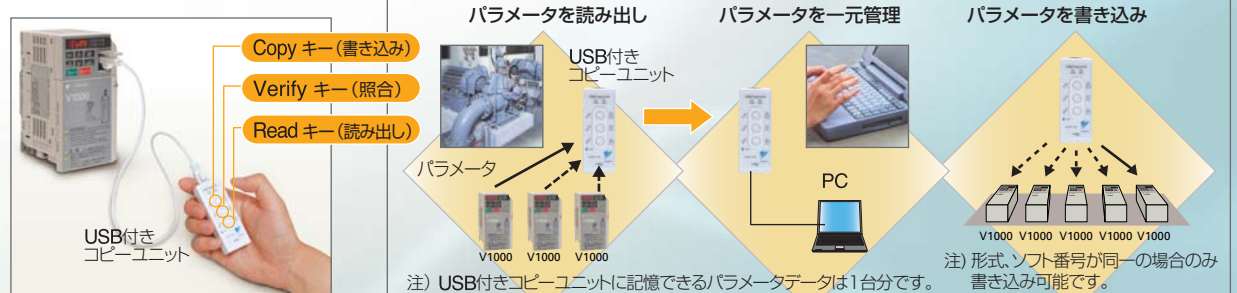 Copy キー（書き込み）
Verify キー（照合）
Read キー（読み出し）
V1000
USB付き
コピーユニット
パラメータを読み出し
USB付き
コピーユニット
パラメータ
V1000 V1000 V1000
注）USB付きコピーユニットに記憶できるパラメータデータは1台分です。
パラメータを一元管理
PC
パラメータを書き込み
V1000 V1000 V1000 V1000 V1000
注）形式、ソフト番号が同一の場合のみ
書き込み可能です。